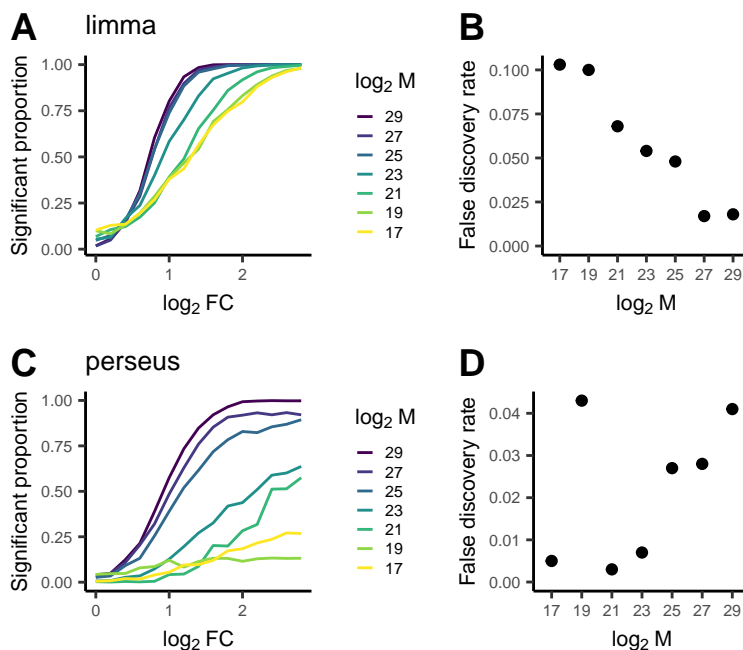 A limma
Significant proportion
1.00
0.75
0.50
0.25
0.00
0 1 2
log₂ FC
log₂ M
29
27
25
23
21
19
17
B
False discovery rate
0.100
0.075
0.050
0.025
0.000
17 19 21 23 25 27 29
log₂ M
C perseus
Significant proportion
1.00
0.75
0.50
0.25
0.00
0 1 2
log₂ FC
log₂ M
29
27
25
23
21
19
17
D
False discovery rate
0.04
0.03
0.02
0.01
0.00
17 19 21 23 25 27 29
log₂ M